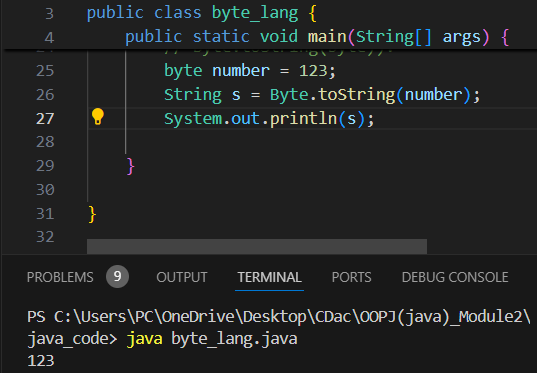 3 public class byte_lang {
4 public static void main(String[] args) {
25 byte number = 123;
26 String s = Byte.toString(number);
27 System.out.println(s);
28
29 }
30
31 }
32
PROBLEMS 9 OUTPUT TERMINAL PORTS DEBUG CONSOLE
PS C:\Users\PC\OneDrive\Desktop\CDac\OOPJ(java)_Module2\
java_code> java byte_lang.java
123